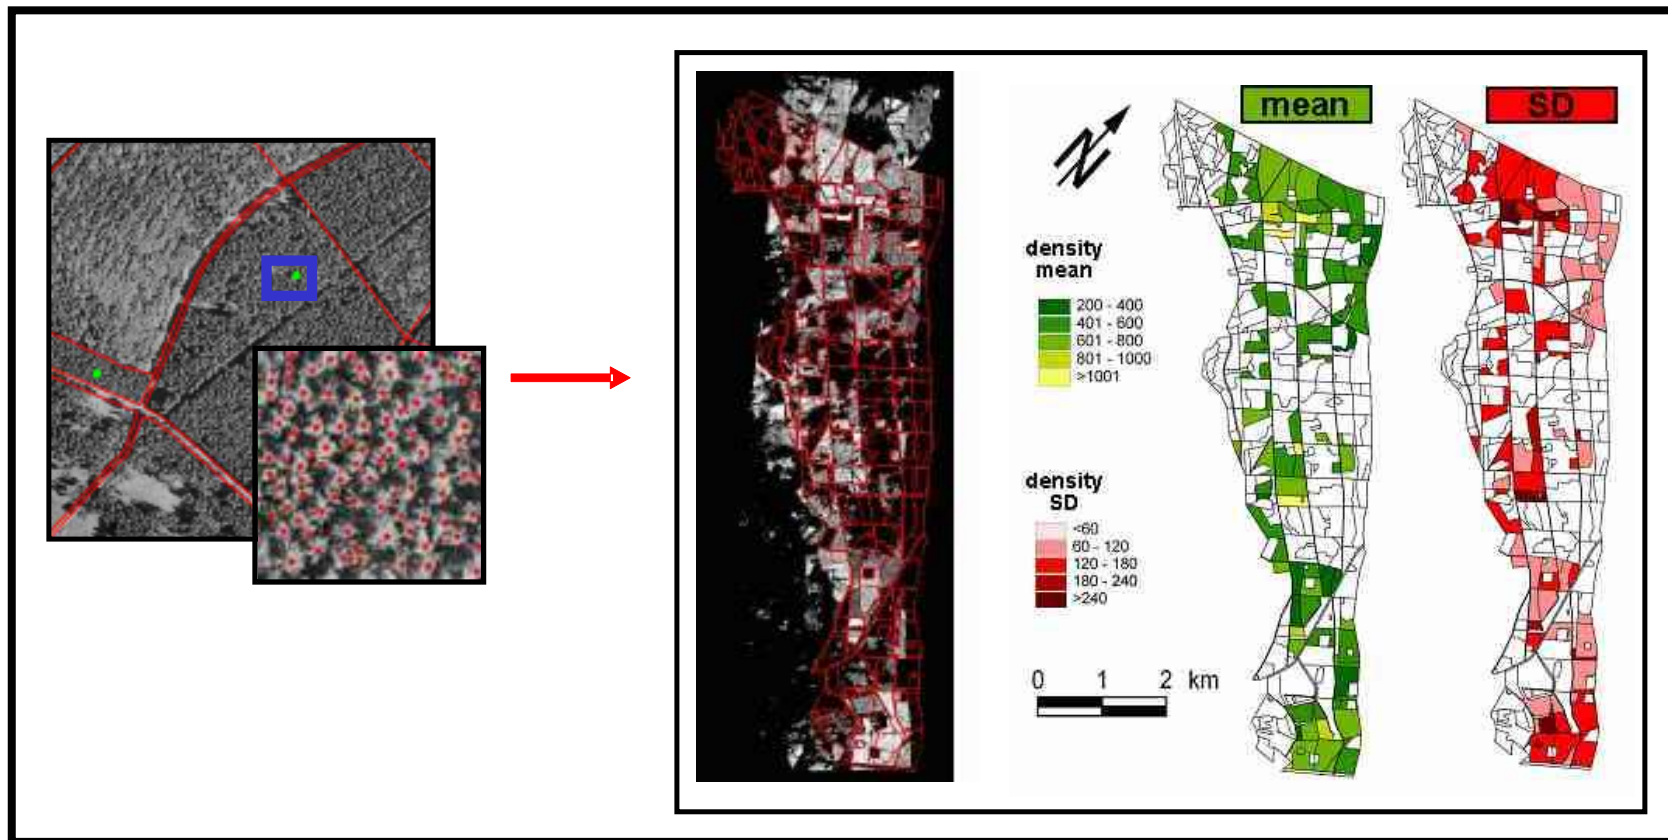 mean
SD
N
density
mean
200 - 400
401 - 600
601 - 800
801 - 1000
>1001
density
SD
<60
60 - 120
120 - 180
180 - 240
>240
0 1 2 km